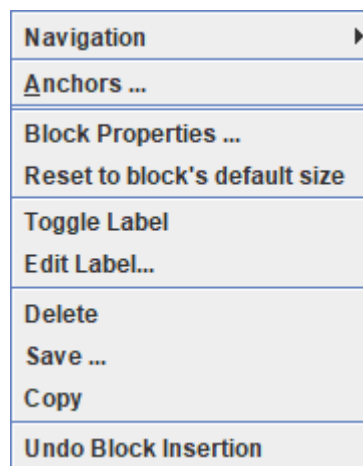 Navigation
Anchors ...
Block Properties ...
Reset to block's default size
Toggle Label
Edit Label...
Delete
Save ...
Copy
Undo Block Insertion